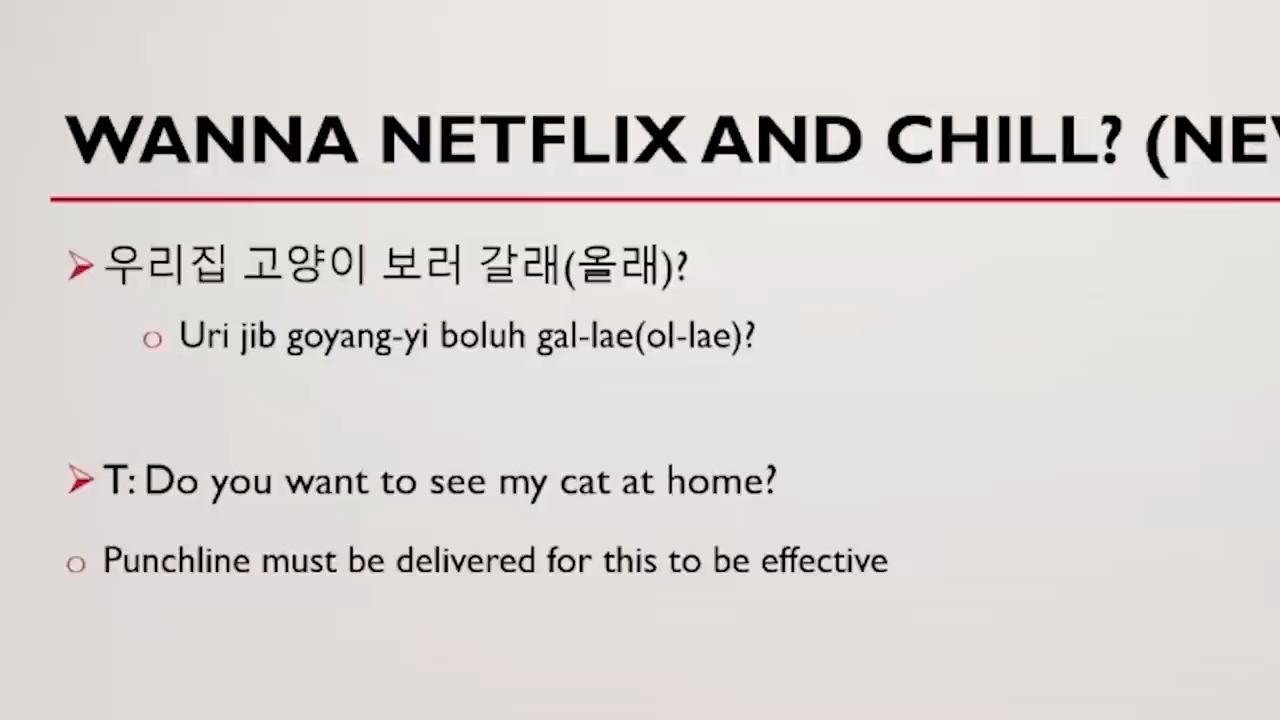 WANNA NETFLIX AND CHILL? (NE
우리집 고양이 보러 갈래(올래)?
Uri jib goyang-yi boluh gal-lae(ol-lae)?
T: Do you want to see my cat at home?
Punchline must be delivered for this to be effective